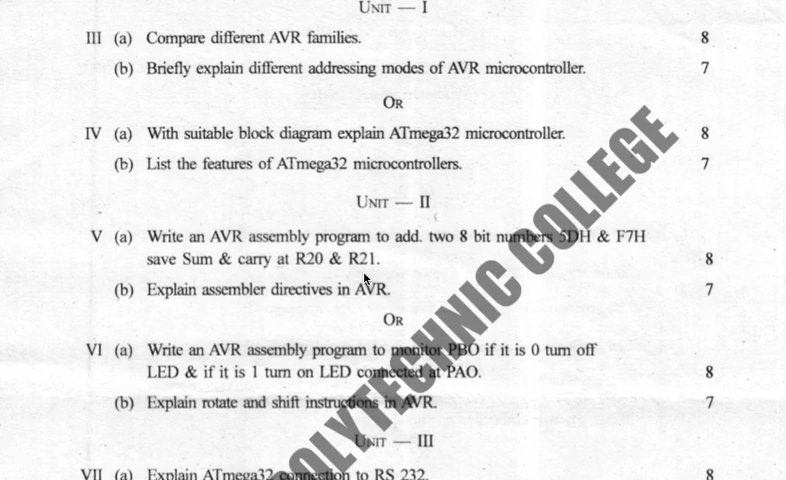 UNIT — I
III (a) Compare different AVR families. 8
(b) Briefly explain different addressing modes of AVR microcontroller. 7
OR
IV (a) With suitable block diagram explain ATmega32 microcontroller. 8
(b) List the features of ATmega32 microcontrollers. 7
UNIT — II
V (a) Write an AVR assembly program to add. two 8 bit numbers 5DH & F7H
save Sum & carry at R20 & R21. 8
(b) Explain assembler directives in AVR. 7
OR
VI (a) Write an AVR assembly program to monitor PBO if it is 0 turn off
LED & if it is 1 turn on LED connected at PAO. 8
(b) Explain rotate and shift instructions in AVR. 7
UNIT — III
VII (a) Explain ATmega32 connection to RS 232. 8
OLYTECHNIC COLLEGE